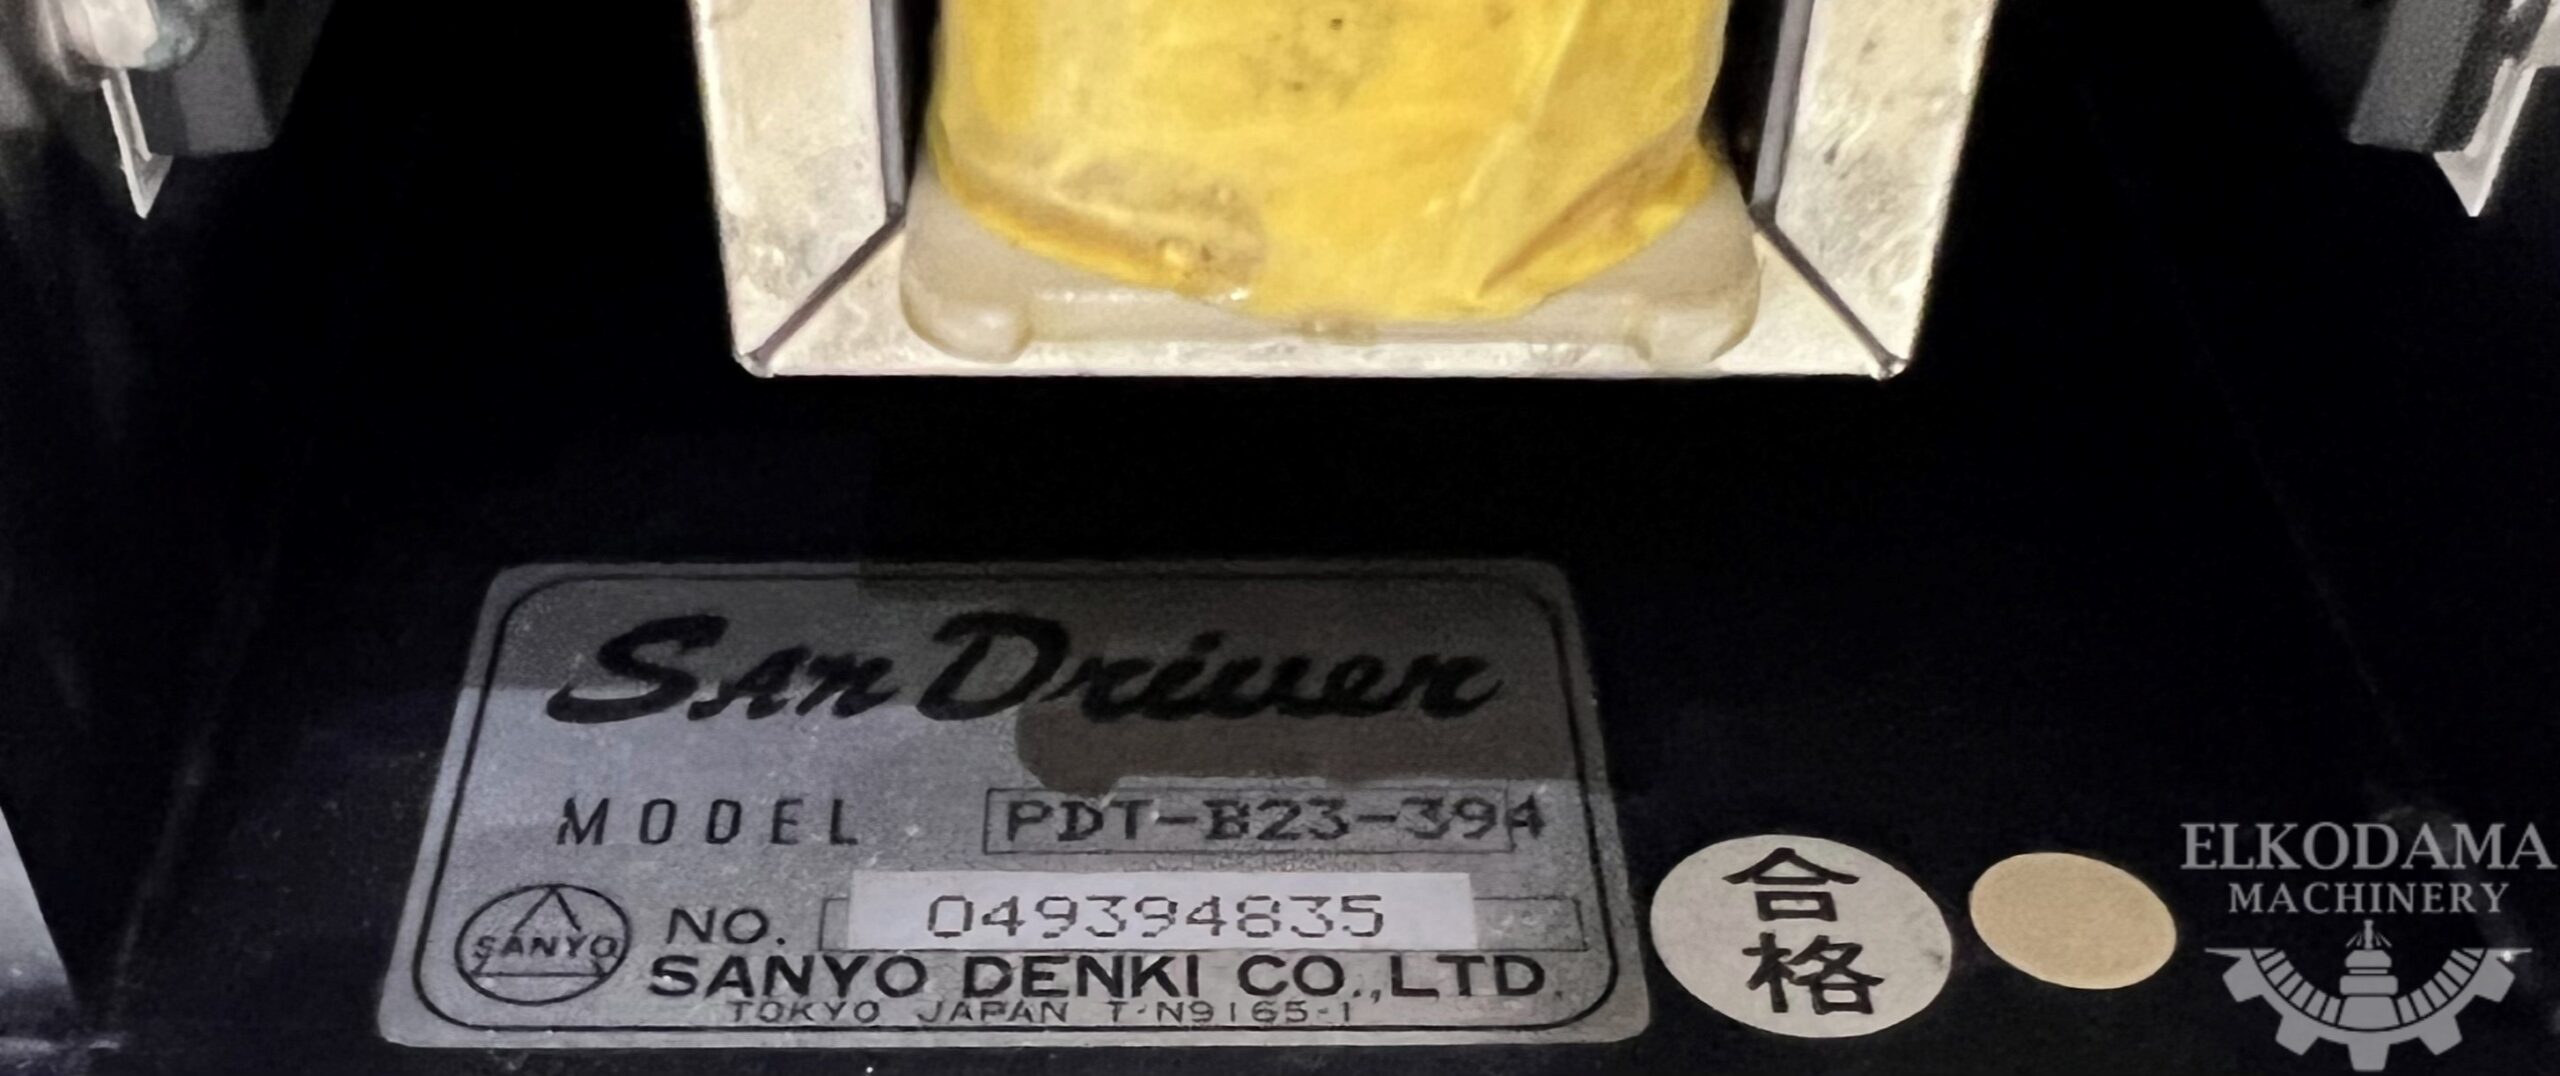 San Driver
MODEL PDT-B23-394
SANYO
NO. 049394835
SANYO DENKI CO.,LTD.
TOKYO JAPAN T-N9165-1
合
格
ELKODAMA
MACHINERY